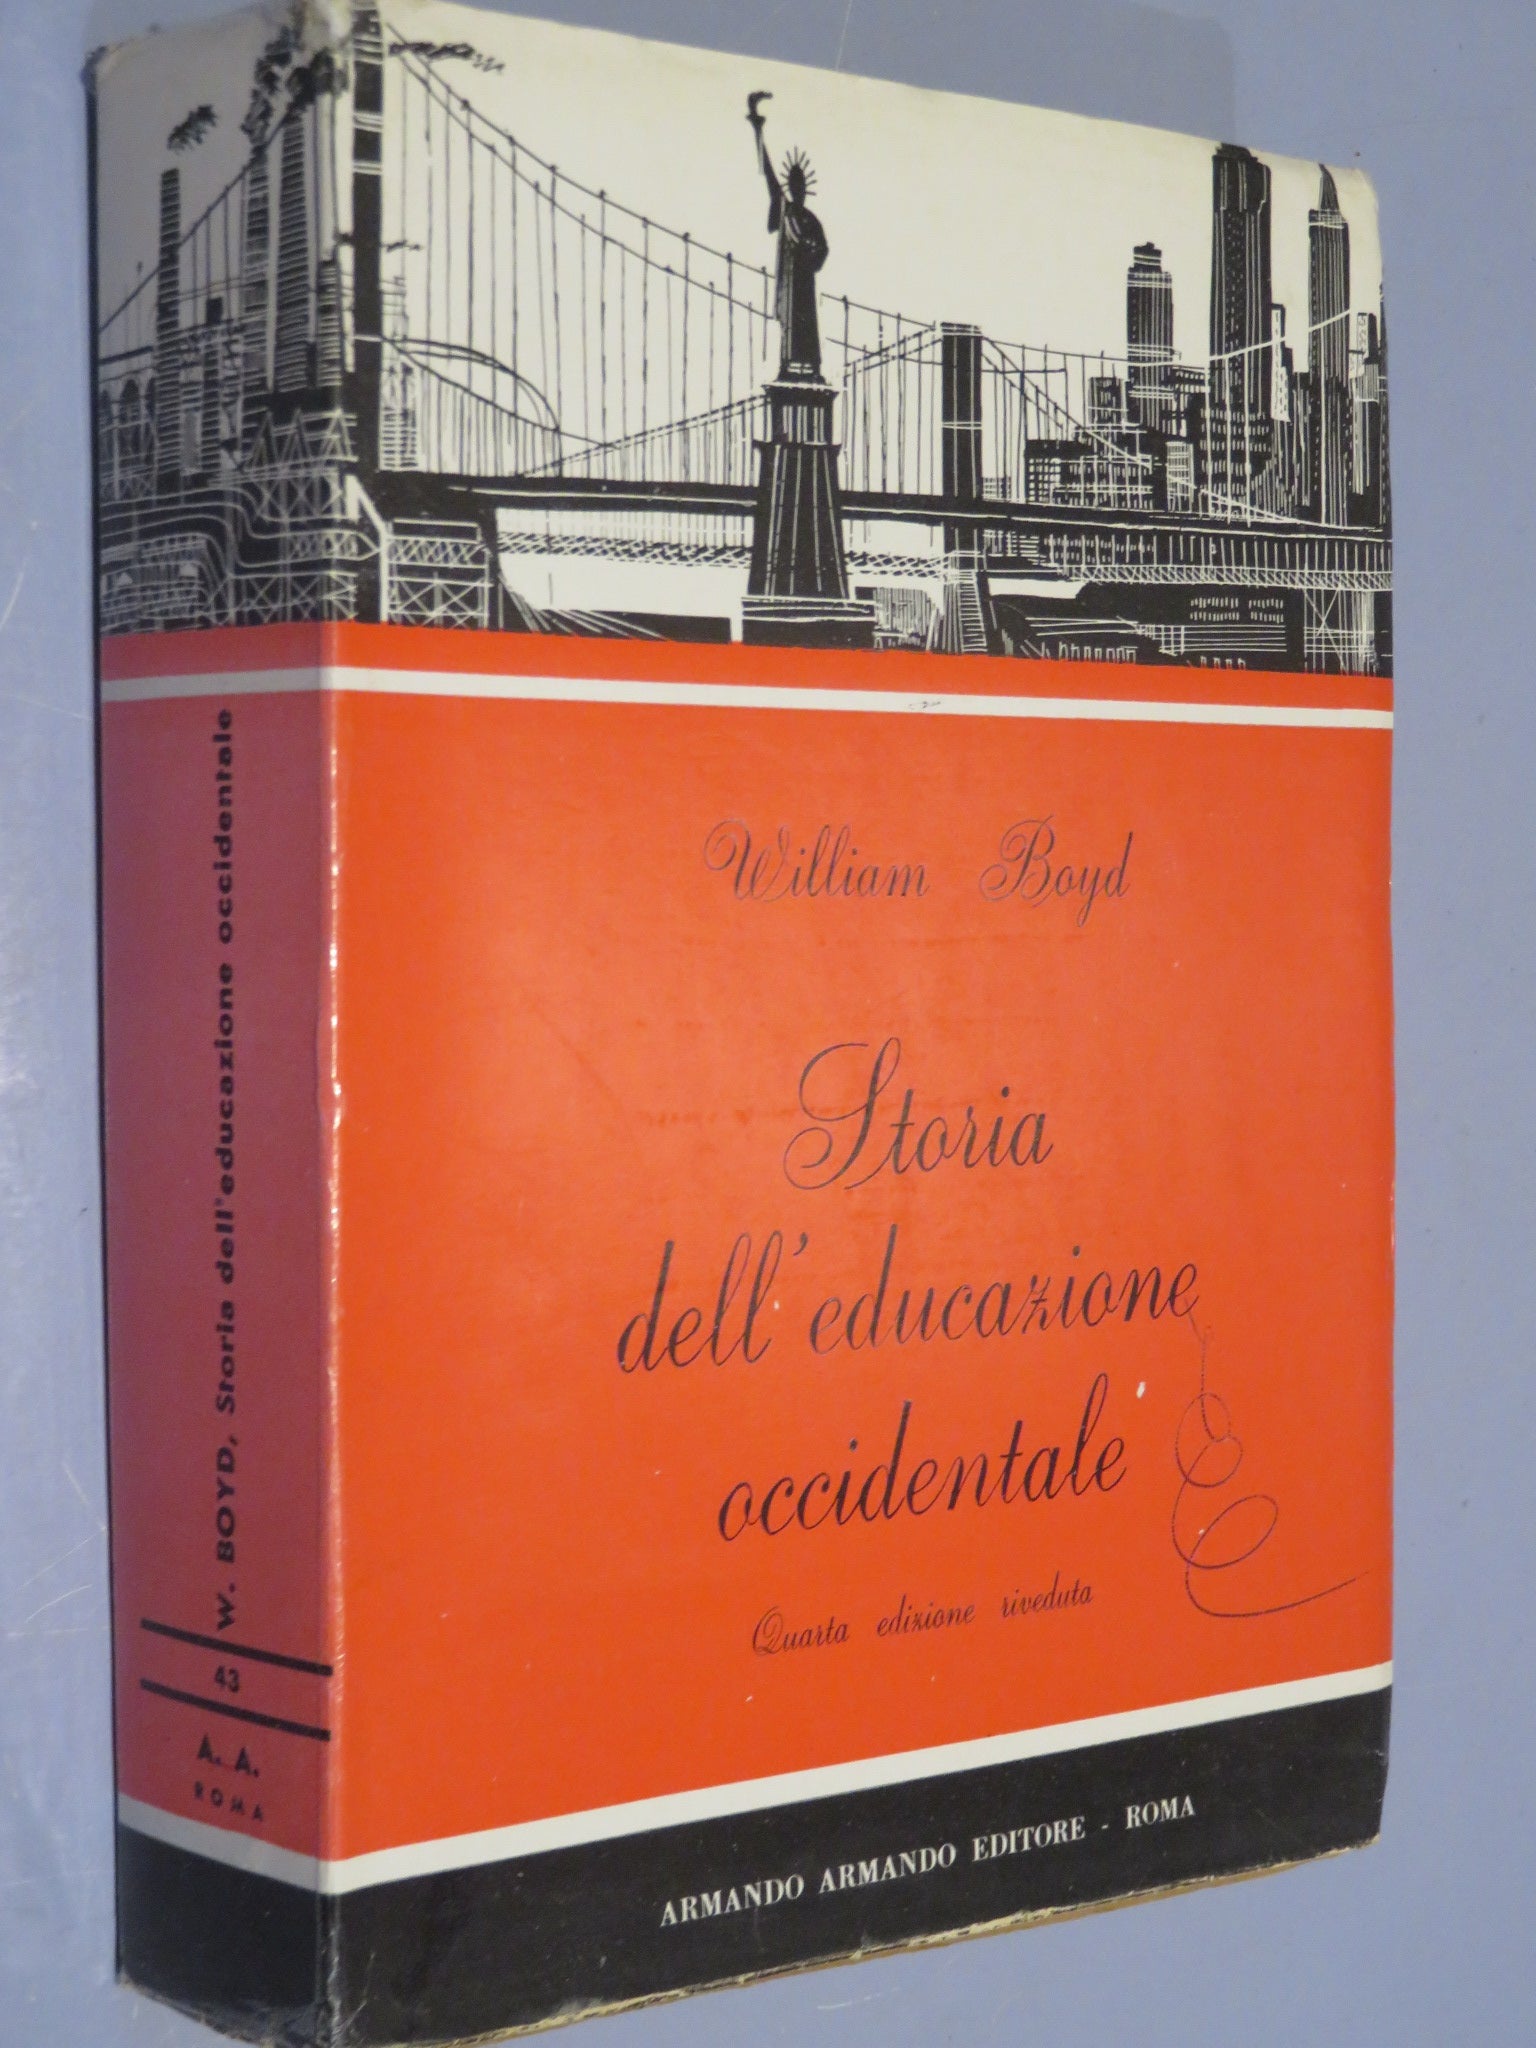 William Boyd
Storia
dell'educazione
occidentale
Quarta edizione riveduta
ARMANDO ARMANDO EDITORE - ROMA
W. BOYD, Storia dell'educazione occidentale
43
A. A.
ROMA